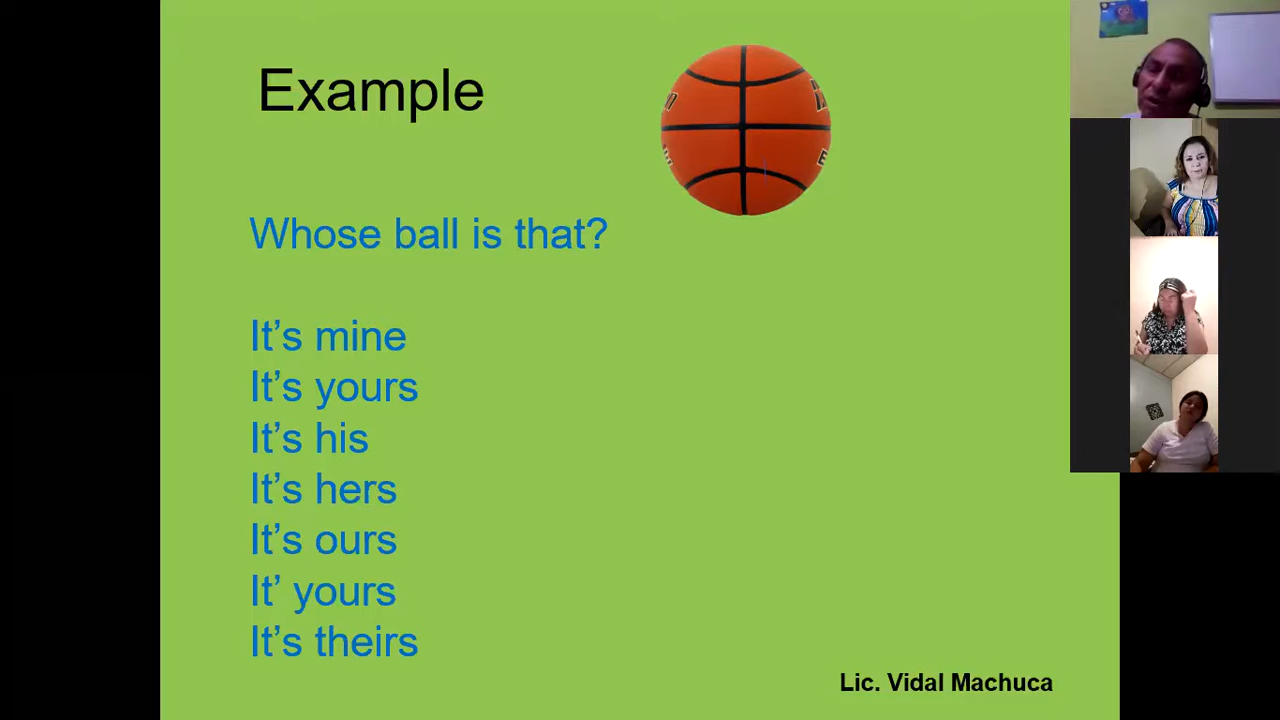 Example
Whose ball is that?
It’s mine
It’s yours
It’s his
It’s hers
It’s ours
It’ yours
It’s theirs
Lic. Vidal Machuca